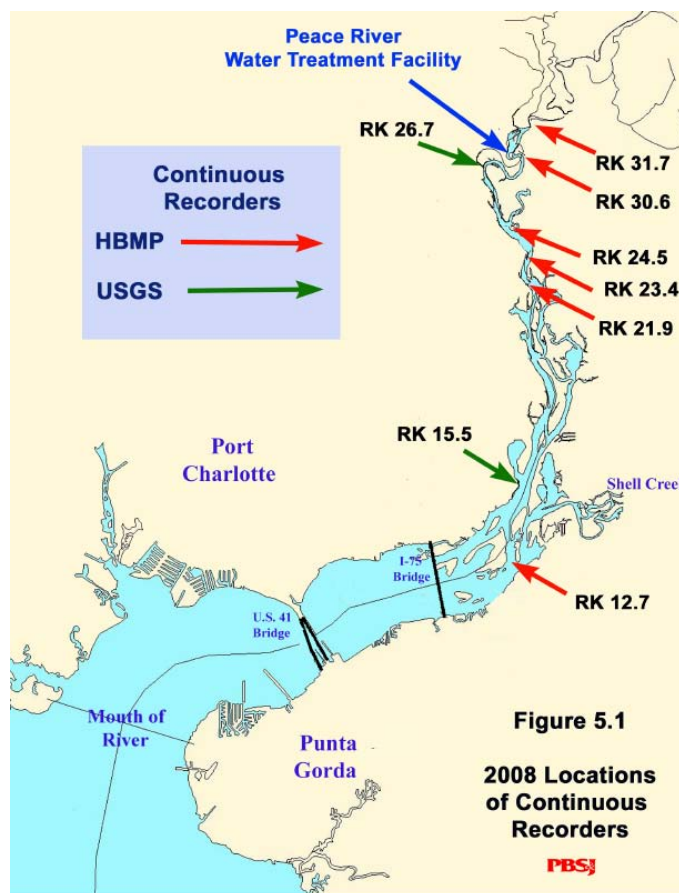 Peace River
Water Treatment Facility
RK 26.7
RK 31.7
Continuous
Recorders
RK 30.6
HBMP
RK 24.5
USGS
RK 23.4
RK 21.9
RK 15.5
Port
Charlotte
Shell Cree
I-75
Bridge
RK 12.7
U.S. 41
Bridge
Mouth of
River
Figure 5.1
Punta
Gorda
2008 Locations
of Continuous
Recorders
PBSJ